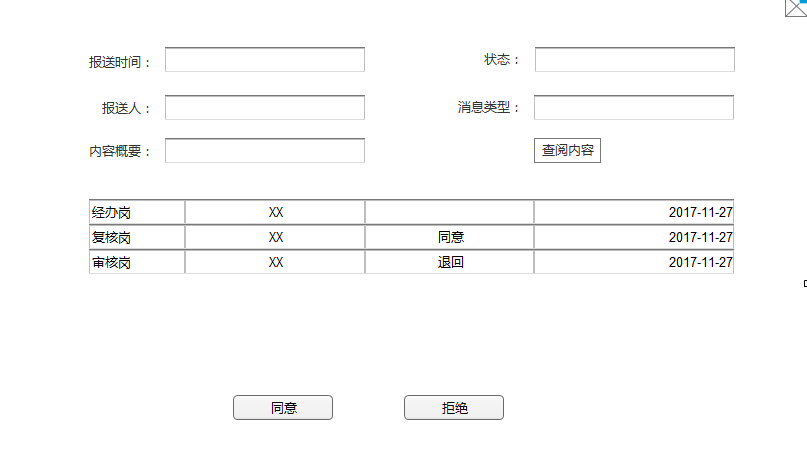 报送时间： 状态：
报送人： 消息类型：
内容概要： 查阅内容
经办岗 XX 2017-11-27
复核岗 XX 同意 2017-11-27
审核岗 XX 退回 2017-11-27
同意 拒绝